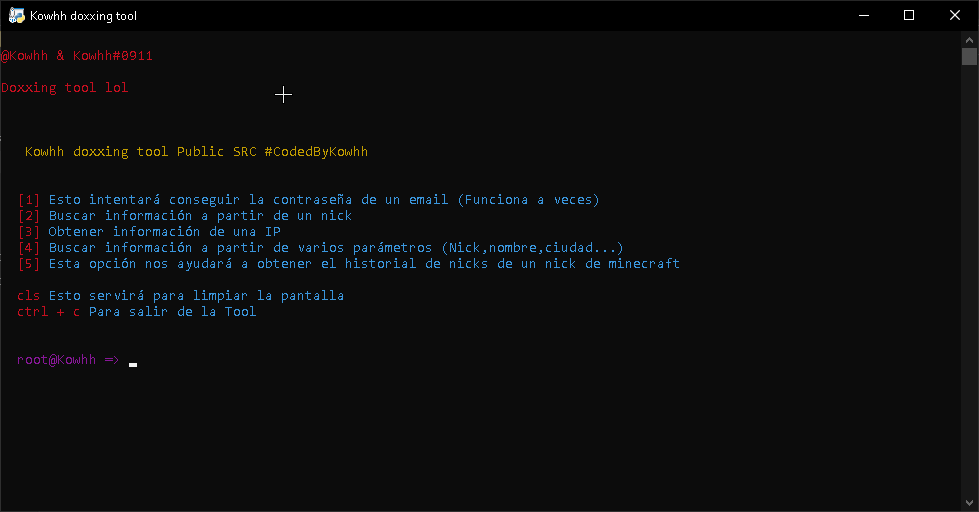 Kowhh doxxing tool
@Kowhh & Kowhh#0911
Doxxing tool lol
Kowhh doxxing tool Public SRC #CodedByKowhh
[1] Esto intentará conseguir la contraseña de un email (Funciona a veces)
[2] Buscar información a partir de un nick
[3] Obtener información de una IP
[4] Buscar información a partir de varios parámetros (Nick,nombre,ciudad...)
[5] Esta opción nos ayudará a obtener el historial de nicks de un nick de minecraft
cls Esto servirá para limpiar la pantalla
ctrl + c Para salir de la Tool
root@Kowhh => _